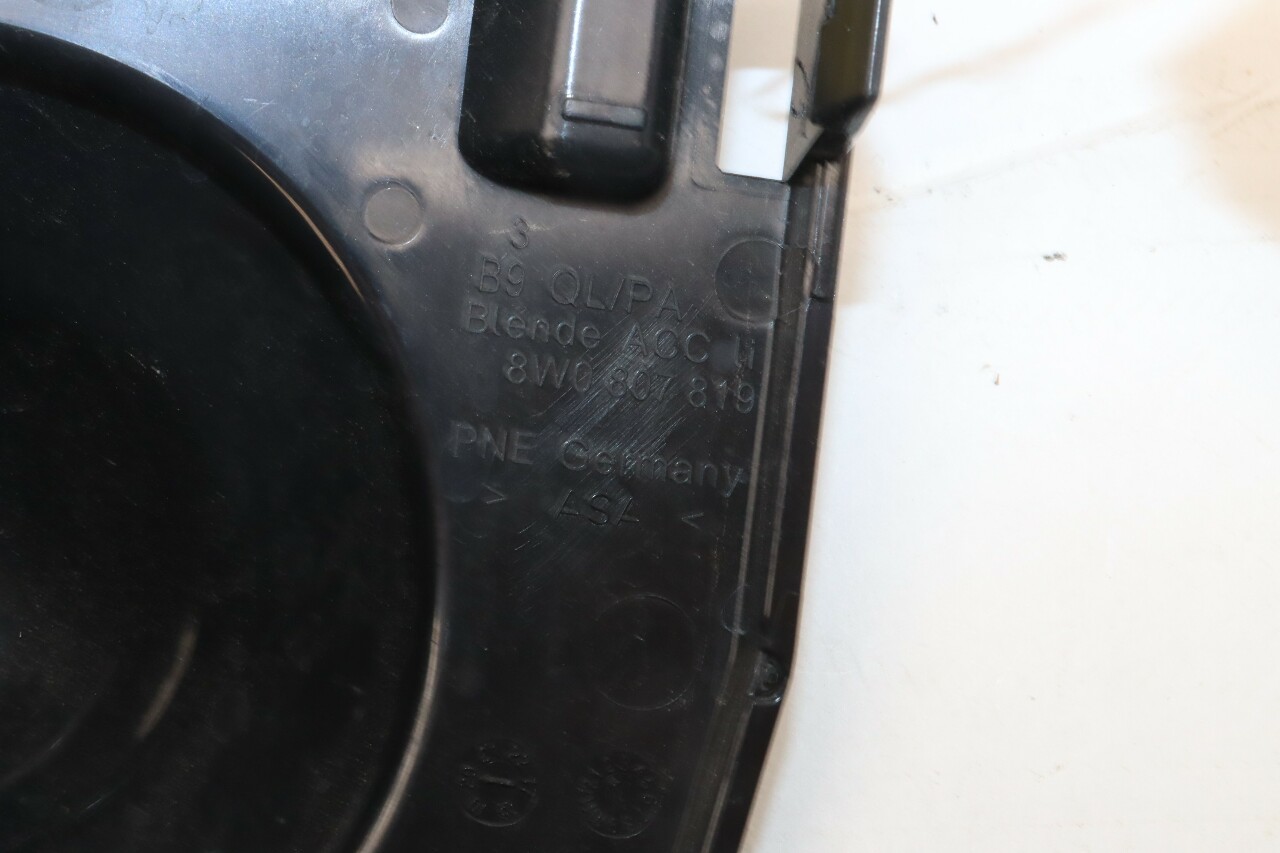 3
B9 QL/PA
Blende ACC li
8W0 807 819
PNE Germany
> ASA <